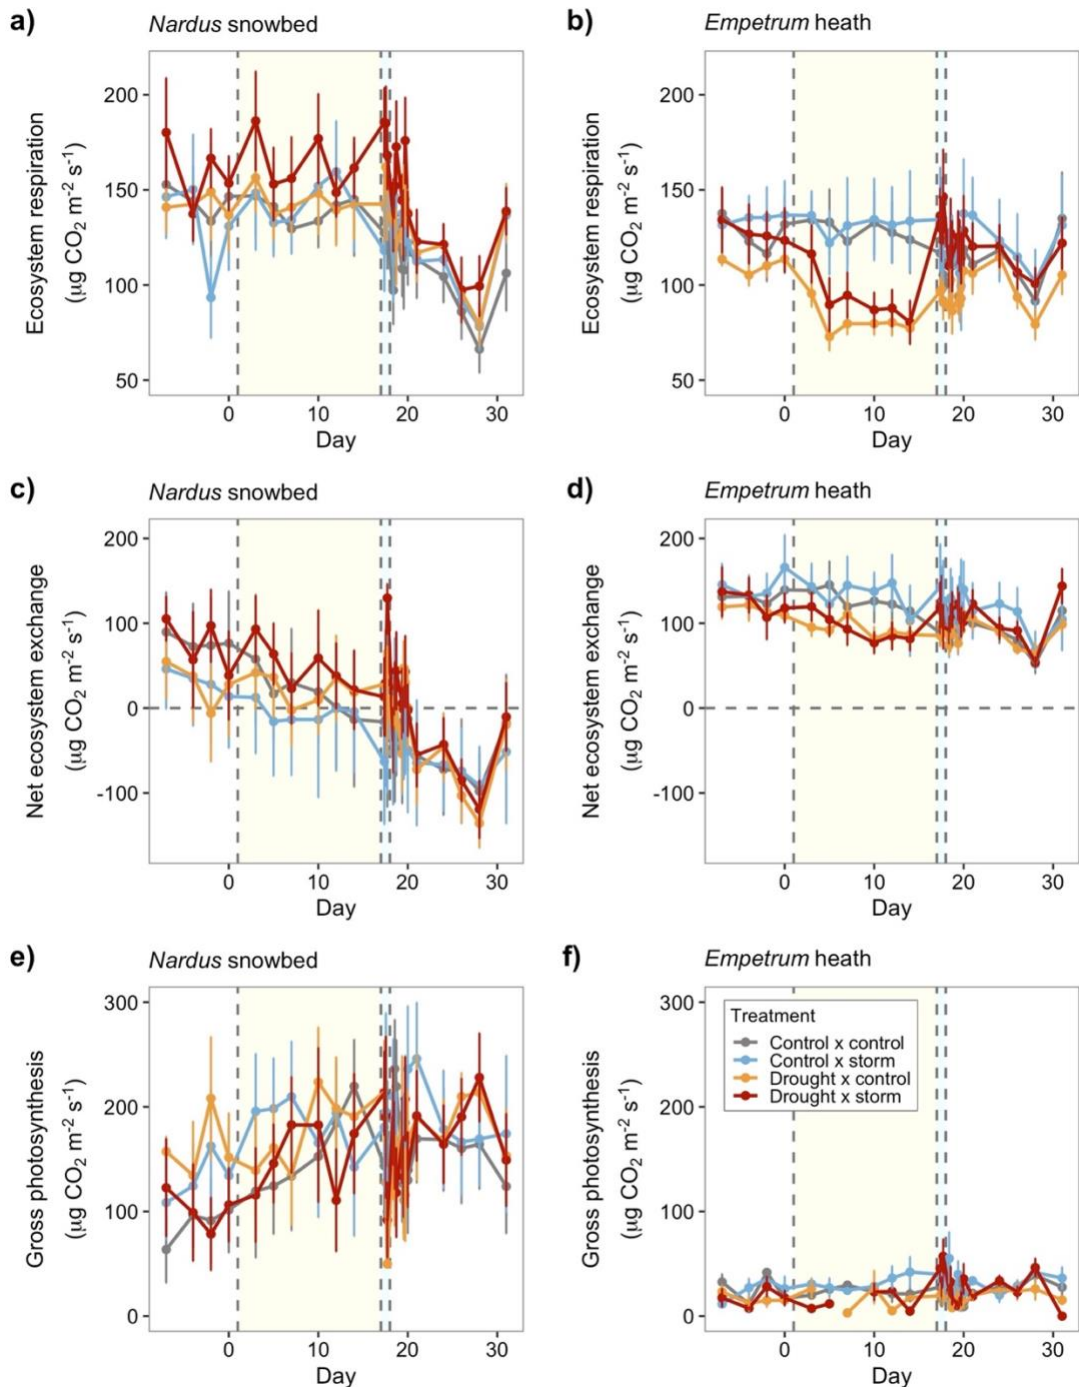 a)
Nardus snowbed
Ecosystem respiration
(µg CO2 m-2 s-1)
200
150
100
50
0
10
20
30
Day
b)
Empetrum heath
Ecosystem respiration
(µg CO2 m-2 s-1)
200
150
100
50
0
10
20
30
Day
c)
Nardus snowbed
Net ecosystem exchange
(µg CO2 m-2 s-1)
200
100
0
-100
0
10
20
30
Day
d)
Empetrum heath
Net ecosystem exchange
(µg CO2 m-2 s-1)
200
100
0
-100
0
10
20
30
Day
e)
Nardus snowbed
Gross photosynthesis
(µg CO2 m-2 s-1)
300
200
100
0
0
10
20
30
Day
f)
Empetrum heath
Gross photosynthesis
(µg CO2 m-2 s-1)
300
200
100
0
Treatment
Control x control
Control x storm
Drought x control
Drought x storm
0
10
20
30
Day